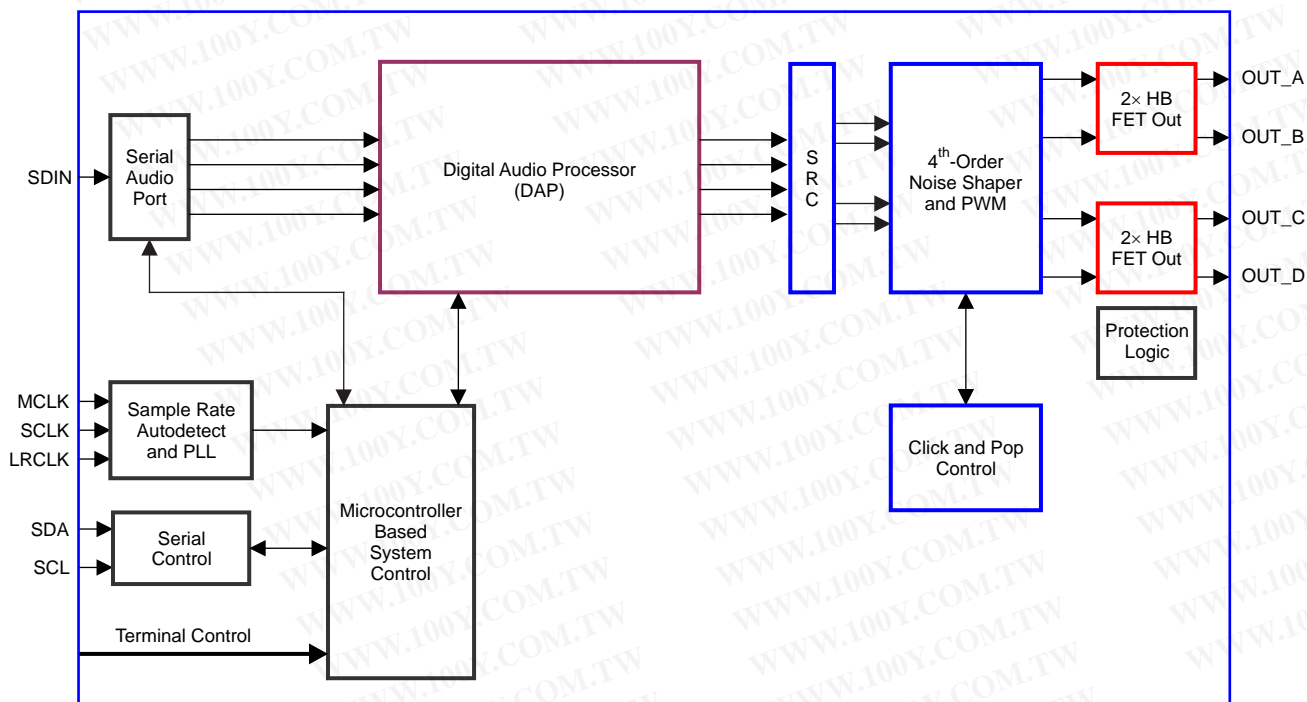 SDIN
Serial
Audio
Port
Digital Audio Processor
(DAP)
S
R
C
4th-Order
Noise Shaper
and PWM
2× HB
FET Out
OUT_A
OUT_B
2× HB
FET Out
OUT_C
OUT_D
Protection
Logic
MCLK
SCLK
LRCLK
Sample Rate
Autodetect
and PLL
SDA
SCL
Serial
Control
Microcontroller
Based
System
Control
Terminal Control
Click and Pop
Control
WWW.100Y.COM.TW